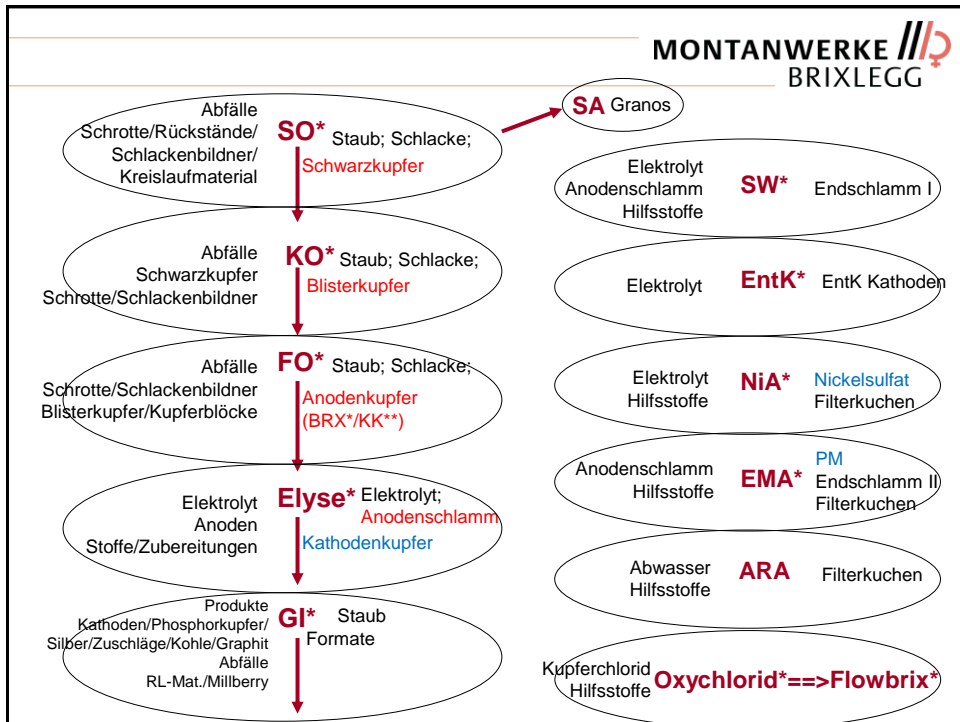 MONTANWERKE
BRIXLEGG
Abfälle
Schrotte/Rückstände/
Schlackenbildner/
Kreislaufmaterial
SO* Staub; Schlacke;
Schwarzkupfer
SA Granos
Abfälle
Schwarzkupfer
Schrotte/Schlackenbildner
KO* Staub; Schlacke;
Blisterkupfer
Abfälle
Schrotte/Schlackenbildner
Blisterkupfer/Kupferblöcke
FO* Staub; Schlacke;
Anodenkupfer
(BRX*/KK**)
Elektrolyt
Anoden
Stoffe/Zubereitungen
Elyse* Elektrolyt;
Anodenschlamm
Kathodenkupfer
Produkte
Kathoden/Phosphorkupfer/
Silber/Zuschläge/Kohle/Graphit
Abfälle
RL-Mat./Millberry
GI* Staub
Formate
Elektrolyt
Anodenschlamm
Hilfsstoffe
SW* Endschlamm I
Elektrolyt EntK* EntK Kathoden
Elektrolyt
Hilfsstoffe
NiA* Nickelsulfat
Filterkuchen
Anodenschlamm
Hilfsstoffe
EMA* PM
Endschlamm II
Filterkuchen
Abwasser
Hilfsstoffe
ARA Filterkuchen
Kupferchlorid
Hilfsstoffe
Oxychlorid*==>Flowbrix*